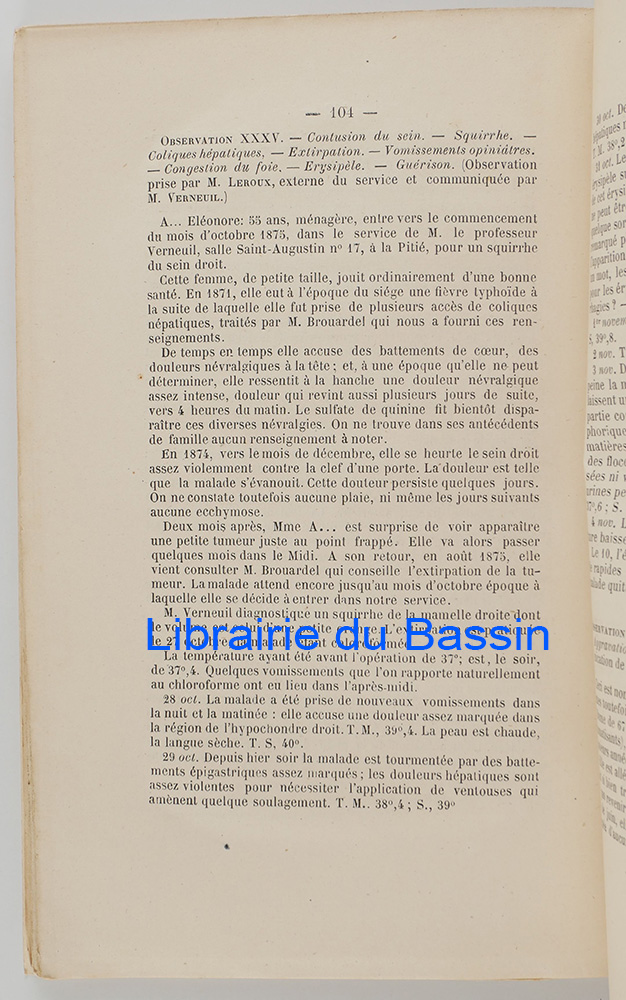 — 104 —
OBSERVATION XXXV. — Contusion du sein. — Squirrhe. —
Coliques hépatiques, — Extirpation. — Vomissements opiniâtres.
— Congestion du foie. — Erysipèle. — Guérison. (Observation
prise par M. LEROUX, externe du service et communiquée par
M. VERNEUIL.)
A... Eléonore: 55 ans, ménagère, entre vers le commencement
du mois d'octobre 1875, dans le service de M. le professeur
Verneuil, salle Saint-Augustin nº 17, à la Pitié, pour un squirrhe
du sein droit.
Cette femme, de petite taille, jouit ordinairement d'une bonne
santé. En 1871, elle eut à l'époque du siége une fièvre typhoïde à
la suite de laquelle elle fut prise de plusieurs accès de coliques
népatiques, traités par M. Brouardel qui nous a fourni ces ren-
seignements.
De temps en temps elle accuse des battements de cœur, des
douleurs névralgiques à la tête ; et, à une époque qu'elle ne peut
déterminer, elle ressentit à la hanche une douleur névralgique
assez intense, douleur qui revint aussi plusieurs jours de suite,
vers 4 heures du matin. Le sulfate de quinine fit bientôt dispa-
raître ces diverses névralgies. On ne trouve dans ses antécédents
de famille aucun renseignement à noter.
En 1874, vers le mois de décembre, elle se heurte le sein droit
assez violemment contre la clef d'une porte. La douleur est telle
que la malade s'évanouit. Cette douteur persiste quelques jours.
On ne constate toutefois aucune plaie, ni même les jours suivants
aucune ecchymose.
Deux mois après, Mme A... est surprise de voir apparaître
une petite tumeur juste au point frappé. Elle va alors passer
quelques mois dans le Midi. A son retour, en août 1875, elle
vient consulter M. Brouardel qui conseille l'extirpation de la tu-
meur. La malade attend encore jusqu'au mois d'octobre époque à
laquelle elle se décide à entrer dans notre service.
M. Verneuil diagnostiqué un squirrhe de la mamelle droite dont
Librairie du Bassin
La température ayant été avant l'opération de 37º; est, le soir,
de 37º,4. Quelques vomissements que l'on rapporte naturellement
au chloroforme ont eu lieu dans l'après-midi.
28 oct. La malade a été prise de nouveaux vomissements dans
la nuit et la matinée : elle accuse une douleur assez marquée dans
la région de l'hypochondre droit. T. M., 39º,4. La peau est chaude,
la langue sèche. T. S, 40º.
29 oct. Depuis hier soir la malade est tourmentée par des batte-
ments épigastriques assez marqués ; les douleurs hépatiques sont
assez violentes pour nécessiter l'application de ventouses qui
amènent quelque soulagement. T. M.. 38º,4 ; S., 39º